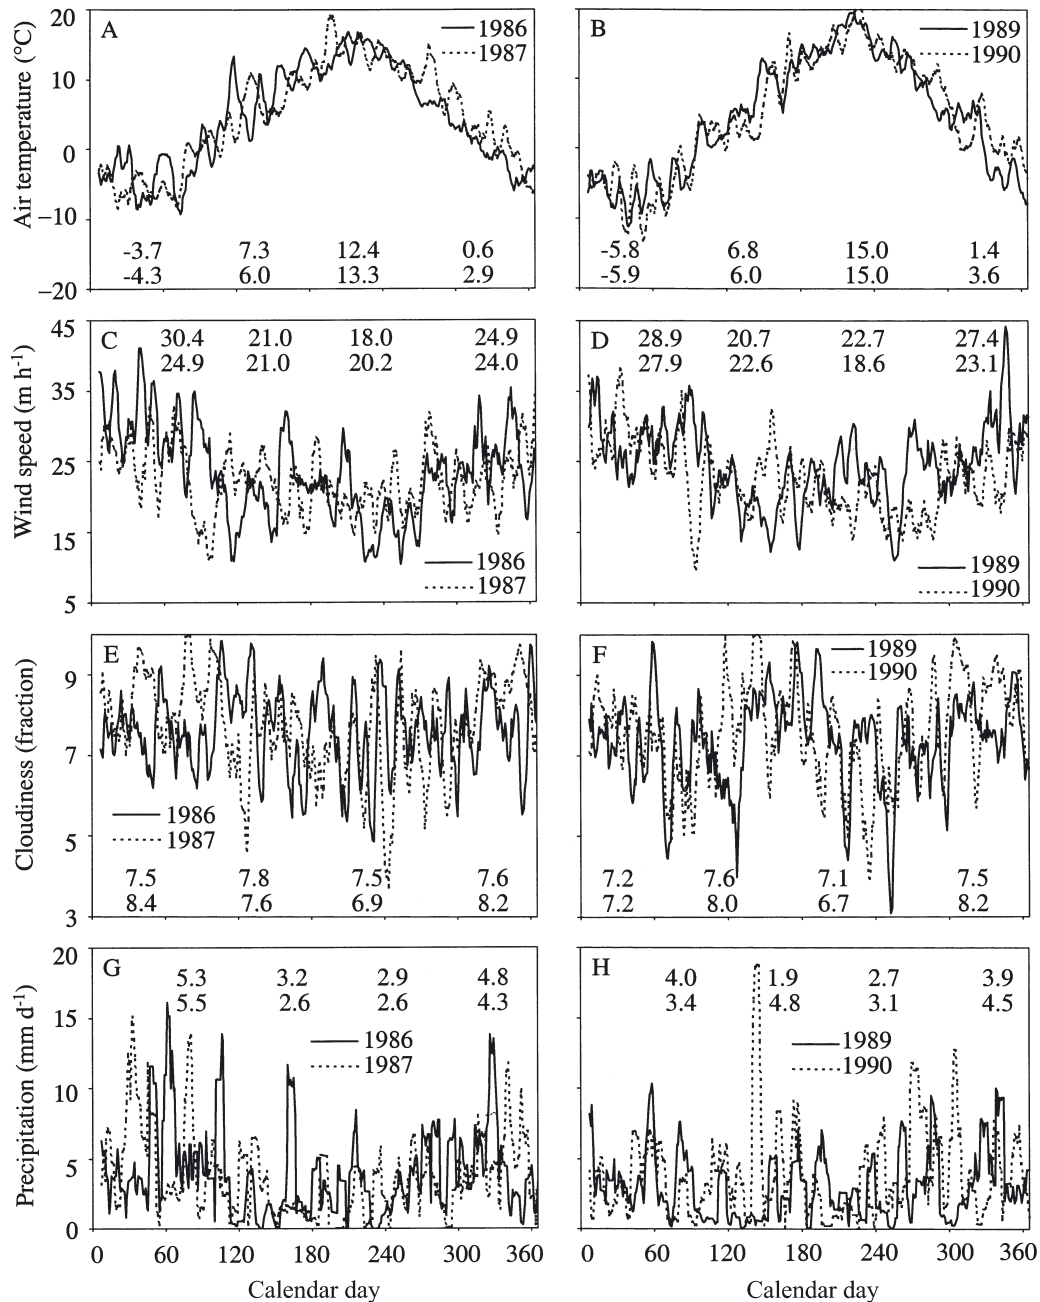 20
A
1986
1987
B
1989
1990
10
0
–10
–20
Air temperature (°C)
-3.7 7.3 12.4 0.6
-4.3 6.0 13.3 2.9
-5.8 6.8 15.0 1.4
-5.9 6.0 15.0 3.6
45
C
30.4 21.0 18.0 24.9
24.9 21.0 20.2 24.0
D
28.9 20.7 22.7 27.4
27.9 22.6 18.6 23.1
35
25
15
5
Wind speed (m h-1)
1986
1987
1989
1990
E
F
1989
1990
9
7
5
3
Cloudiness (fraction)
1986
1987
7.5 7.8 7.5 7.6
8.4 7.6 6.9 8.2
7.2 7.6 7.1 7.5
7.2 8.0 6.7 8.2
20
G
5.3 3.2 2.9 4.8
5.5 2.6 2.6 4.3
H
4.0 1.9 2.7 3.9
3.4 4.8 3.1 4.5
15
10
5
0
Precipitation (mm d-1)
1986
1987
1989
1990
0 60 120 180 240 300 360
0 60 120 180 240 300 360
Calendar day
Calendar day